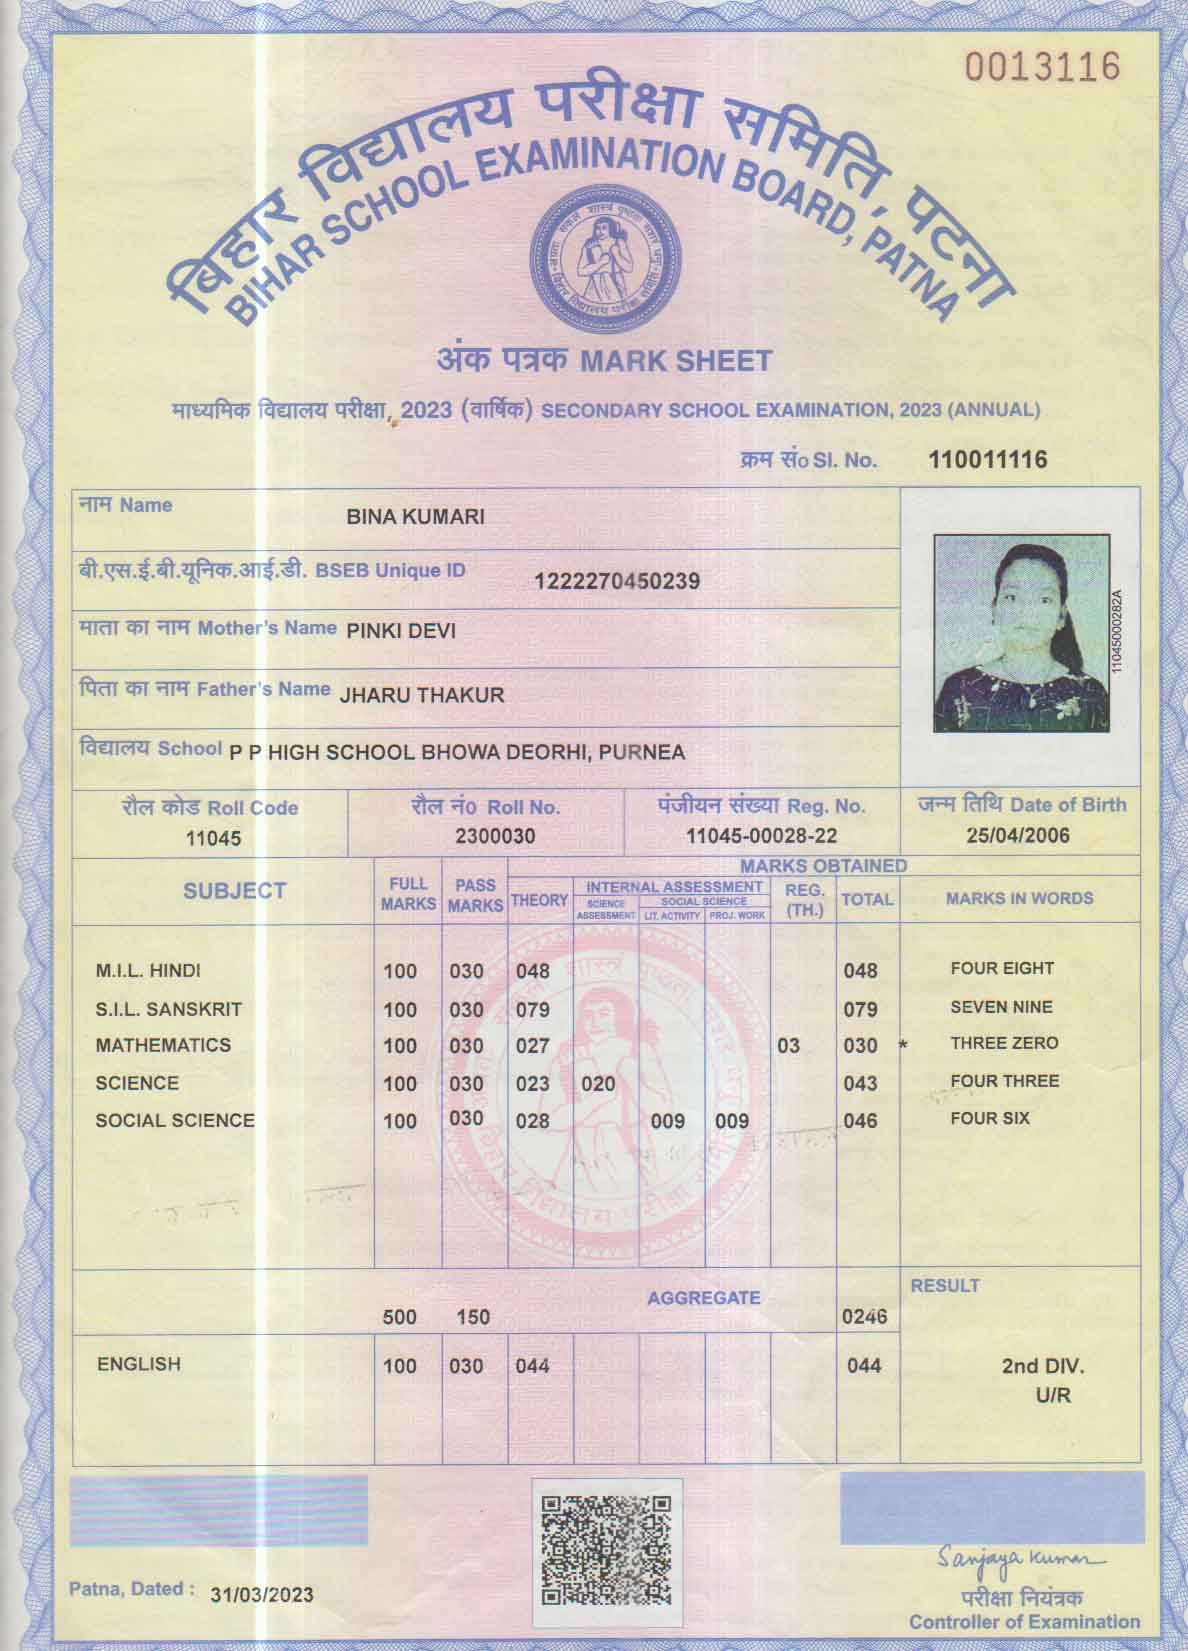 0013116
बिहार विद्यालय परीक्षा समिति, पटना
BIHAR SCHOOL EXAMINATION BOARD, PATNA
अंक पत्रक MARK SHEET
माध्यमिक विद्यालय परीक्षा, 2023 (वार्षिक) SECONDARY SCHOOL EXAMINATION, 2023 (ANNUAL)
क्रम सं० Sl. No. 110011116
नाम Name BINA KUMARI
बी.एस.ई.बी.यूनिक.आई.डी. BSEB Unique ID 1222270450239
माता का नाम Mother's Name PINKI DEVI
पिता का नाम Father's Name JHARU THAKUR
विद्यालय School P P HIGH SCHOOL BHOWA DEORHI, PURNEA
11045000282A
रौल कोड Roll Code रौल नं० Roll No. पंजीयन संख्या Reg. No. जन्म तिथि Date of Birth
11045 2300030 11045-00028-22 25/04/2006
SUBJECT FULL MARKS PASS MARKS MARKS OBTAINED
THEORY INTERNAL ASSESSMENT REG. (TH.) TOTAL MARKS IN WORDS
SCIENCE ASSESSMENT SOCIAL SCIENCE
LIT. ACTIVITY PROJ. WORK
M.I.L. HINDI 100 030 048 048 FOUR EIGHT
S.I.L. SANSKRIT 100 030 079 079 SEVEN NINE
MATHEMATICS 100 030 027 03 030 * THREE ZERO
SCIENCE 100 030 023 020 043 FOUR THREE
SOCIAL SCIENCE 100 030 028 009 009 046 FOUR SIX
500 150 AGGREGATE 0246 RESULT
ENGLISH 100 030 044 044 2nd DIV.
U/R
Patna, Dated : 31/03/2023
Sanjaya Kumar
परीक्षा नियंत्रक
Controller of Examination